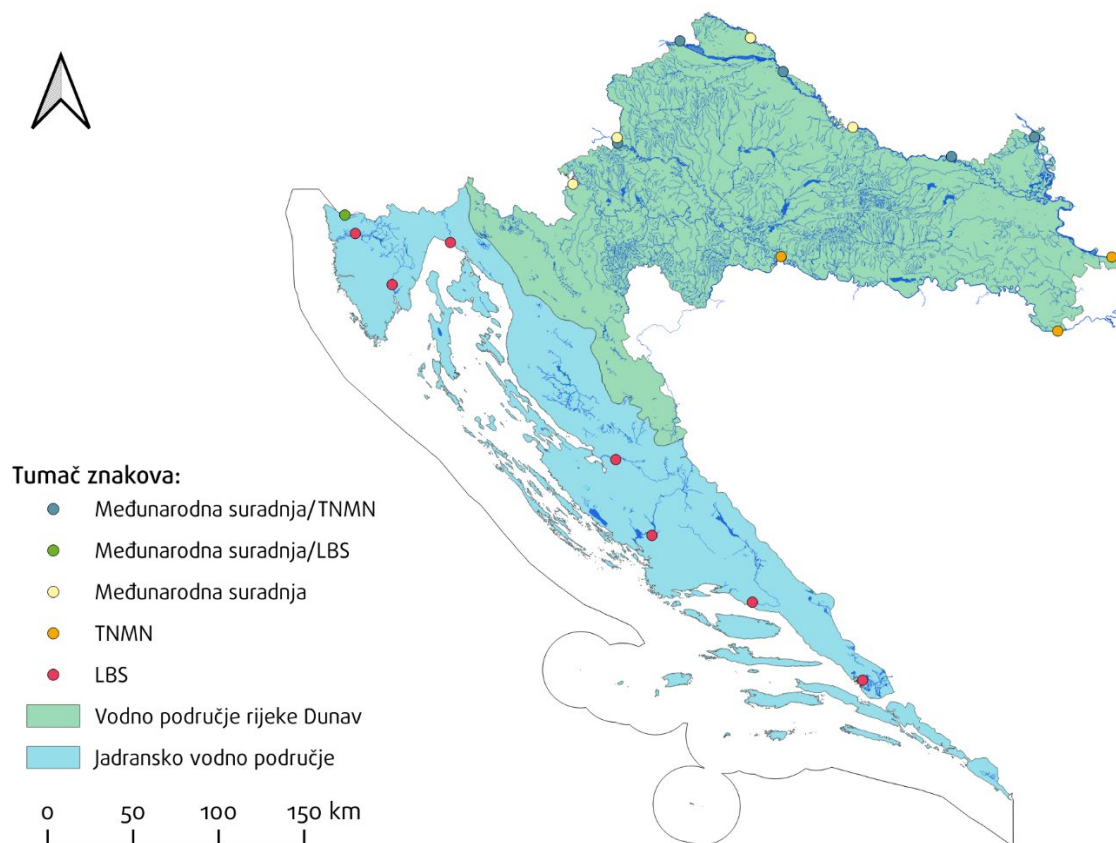 Tumač znakova:
Međunarodna suradnja/TNMN
Međunarodna suradnja/LBS
Međunarodna suradnja
TNMN
LBS
Vodno područje rijeke Dunav
Jadransko vodno područje
0 50 100 150 km